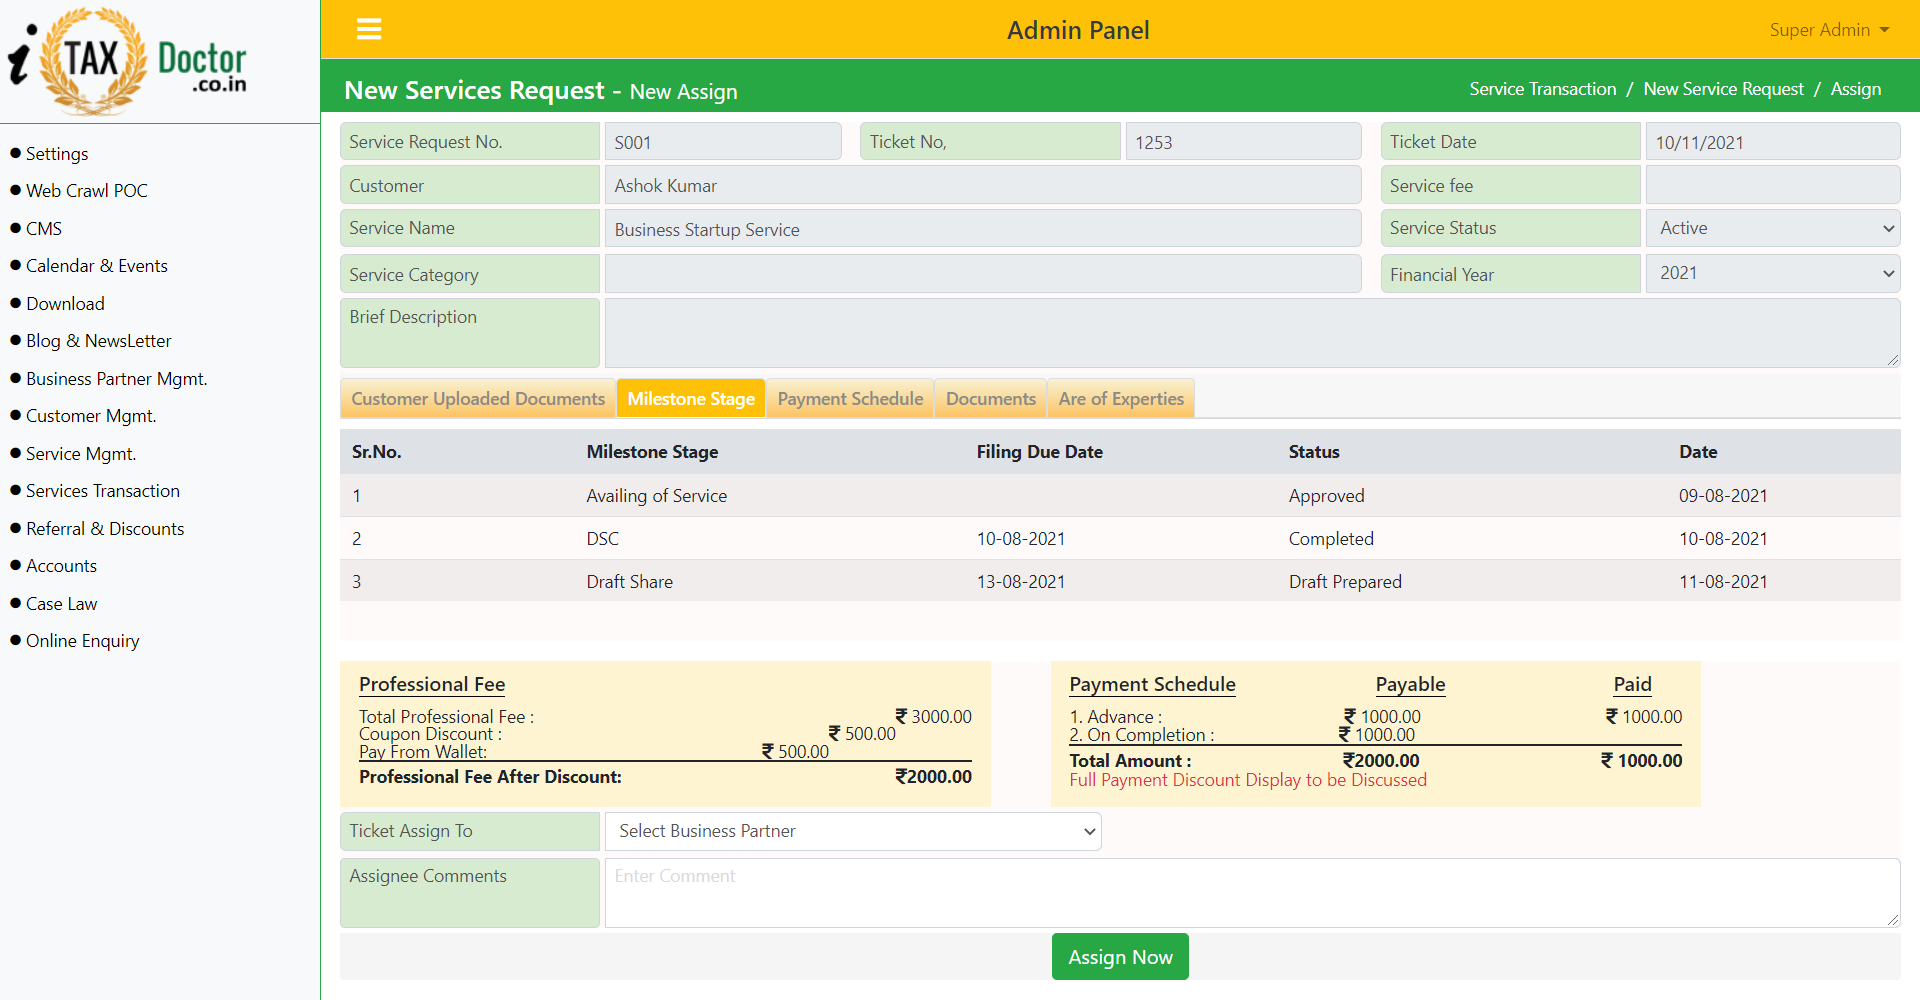 i TAX Doctor .co.in
Admin Panel
Super Admin
New Services Request - New Assign
Service Transaction / New Service Request / Assign
Settings
Web Crawl POC
CMS
Calendar & Events
Download
Blog & NewsLetter
Business Partner Mgmt.
Customer Mgmt.
Service Mgmt.
Services Transaction
Referral & Discounts
Accounts
Case Law
Online Enquiry
Service Request No. S001 Ticket No, 1253 Ticket Date 10/11/2021
Customer Ashok Kumar Service fee
Service Name Business Startup Service Service Status Active
Service Category Financial Year 2021
Brief Description
Customer Uploaded Documents Milestone Stage Payment Schedule Documents Are of Experties
Sr.No. Milestone Stage Filing Due Date Status Date
1 Availing of Service Approved 09-08-2021
2 DSC 10-08-2021 Completed 10-08-2021
3 Draft Share 13-08-2021 Draft Prepared 11-08-2021
Professional Fee
Total Professional Fee : ₹ 3000.00
Coupon Discount : ₹ 500.00
Pay From Wallet: ₹ 500.00
Professional Fee After Discount: ₹2000.00
Payment Schedule Payable Paid
1. Advance : ₹ 1000.00 ₹ 1000.00
2. On Completion : ₹ 1000.00
Total Amount : ₹2000.00 ₹ 1000.00
Full Payment Discount Display to be Discussed
Ticket Assign To Select Business Partner
Assignee Comments Enter Comment
Assign Now